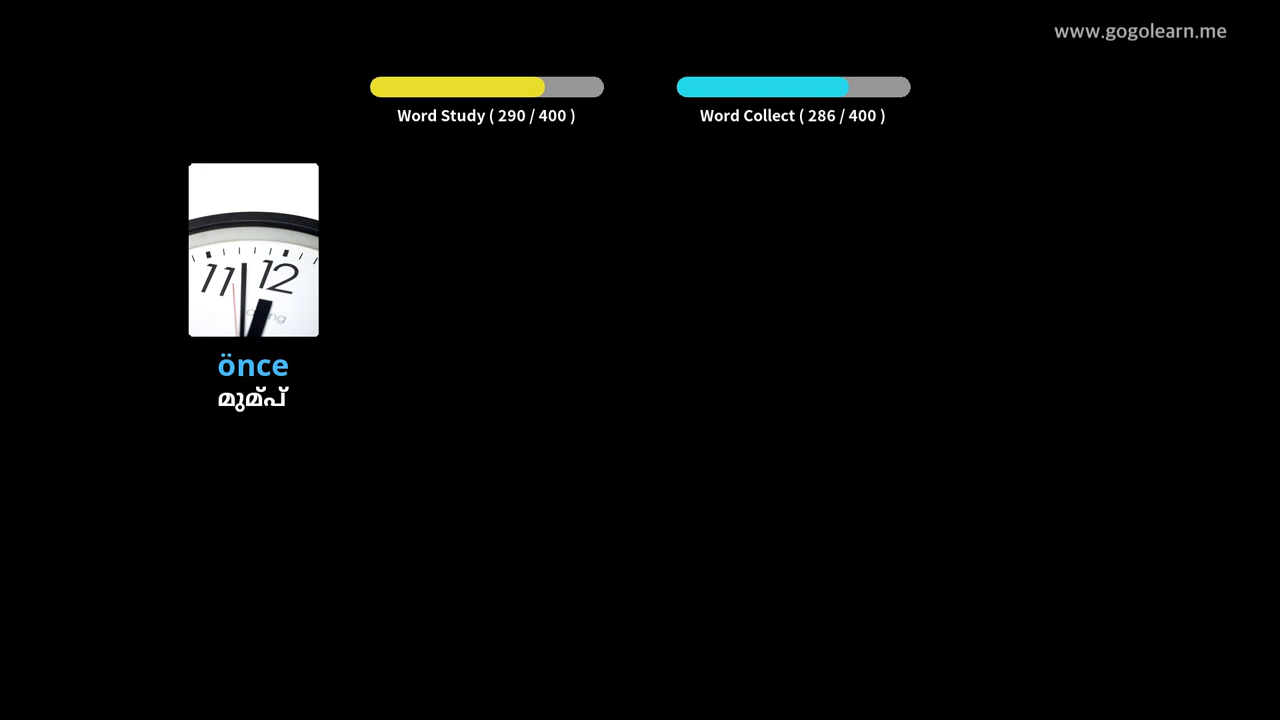 www.gogolearn.me
Word Study ( 290 / 400 )
Word Collect ( 286 / 400 )
11 12
önce
മുമ്പ്